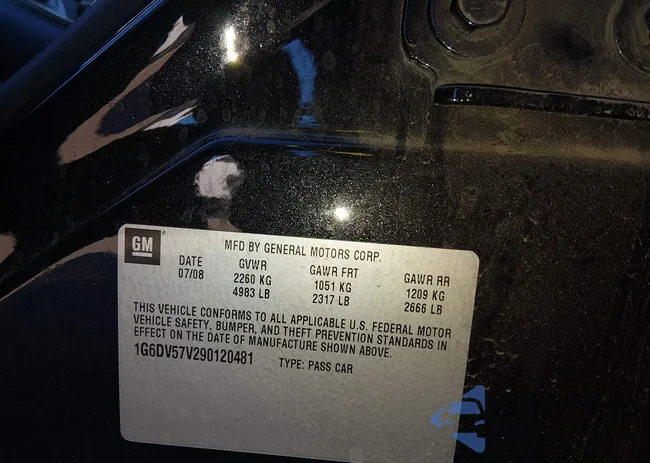 GM
MFD BY GENERAL MOTORS CORP.
DATE GVWR GAWR FRT GAWR RR
07/08 2260 KG 1051 KG 1209 KG
4983 LB 2317 LB 2666 LB
THIS VEHICLE CONFORMS TO ALL APPLICABLE U.S. FEDERAL MOTOR
VEHICLE SAFETY, BUMPER, AND THEFT PREVENTION STANDARDS IN
EFFECT ON THE DATE OF MANUFACTURE SHOWN ABOVE.
1G6DV57V290120481 TYPE: PASS CAR